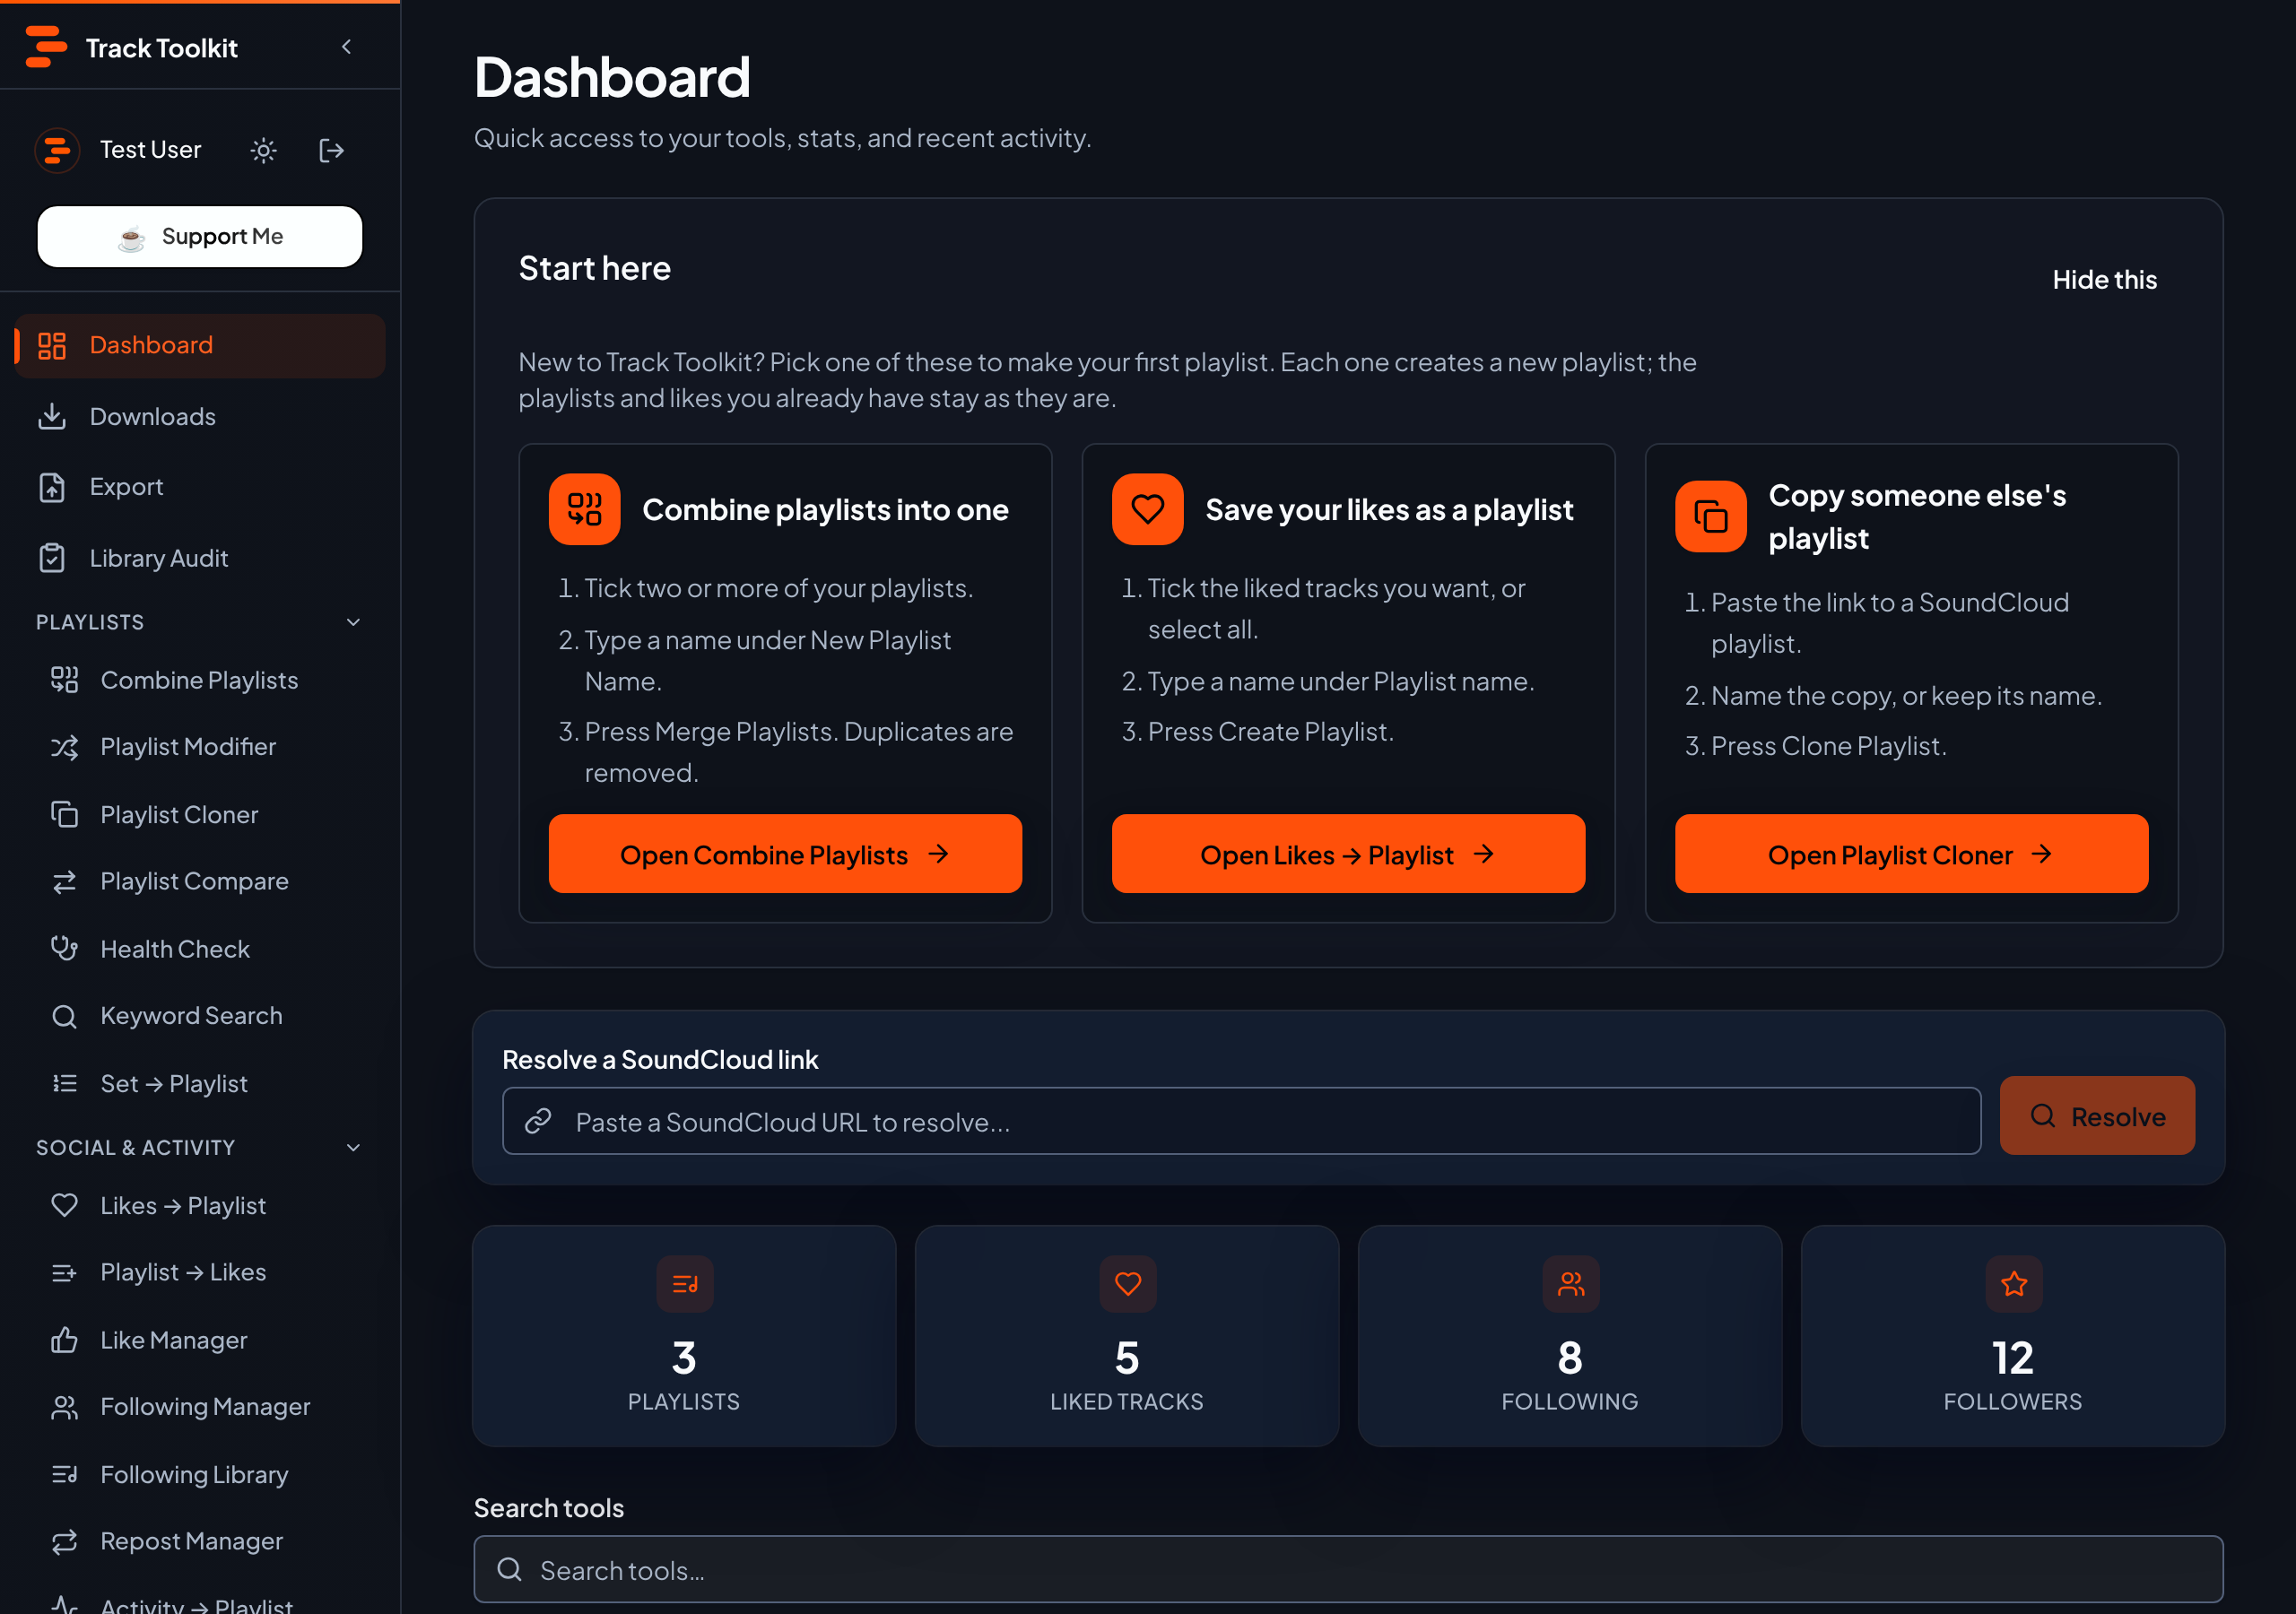 Track Toolkit
Test User
Support Me
Dashboard
Downloads
Export
Library Audit
PLAYLISTS
Combine Playlists
Playlist Modifier
Playlist Cloner
Playlist Compare
Health Check
Keyword Search
Set → Playlist
SOCIAL & ACTIVITY
Likes → Playlist
Playlist → Likes
Like Manager
Following Manager
Following Library
Repost Manager
Activity → Playlist
Dashboard
Quick access to your tools, stats, and recent activity.
Start here
Hide this
New to Track Toolkit? Pick one of these to make your first playlist. Each one creates a new playlist; the
playlists and likes you already have stay as they are.
Combine playlists into one
1. Tick two or more of your playlists.
2. Type a name under New Playlist
Name.
3. Press Merge Playlists. Duplicates are
removed.
Open Combine Playlists →
Save your likes as a playlist
1. Tick the liked tracks you want, or
select all.
2. Type a name under Playlist name.
3. Press Create Playlist.
Open Likes → Playlist →
Copy someone else's
playlist
1. Paste the link to a SoundCloud
playlist.
2. Name the copy, or keep its name.
3. Press Clone Playlist.
Open Playlist Cloner →
Resolve a SoundCloud link
Paste a SoundCloud URL to resolve...
Resolve
3
PLAYLISTS
5
LIKED TRACKS
8
FOLLOWING
12
FOLLOWERS
Search tools
Search tools...